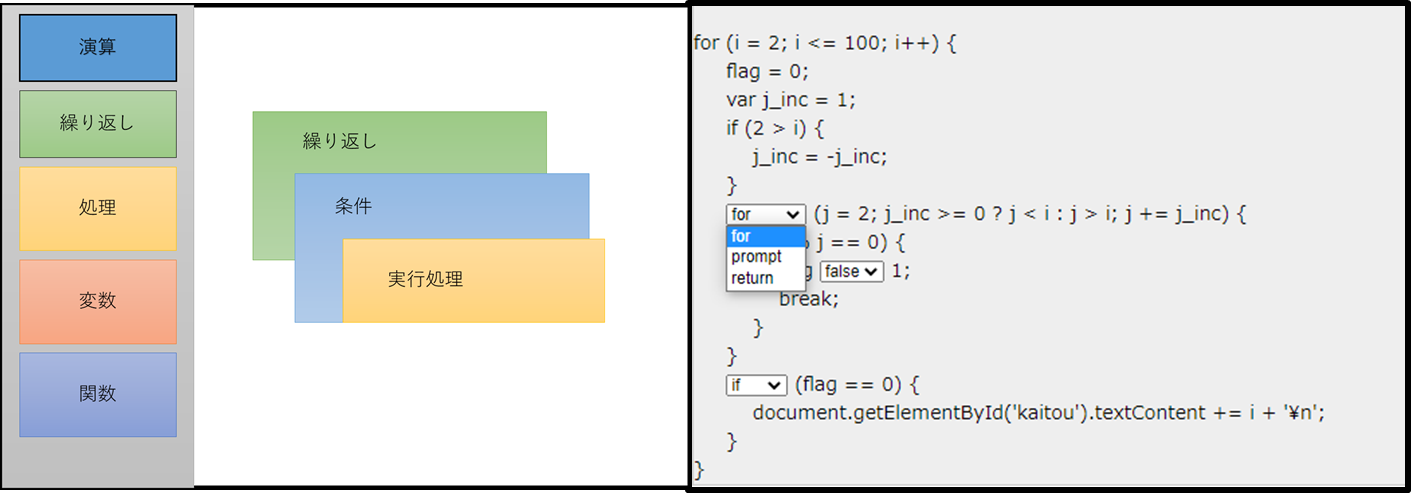 演算
繰り返し
処理
変数
関数
繰り返し
条件
実行処理
for (i = 2; i <= 100; i++) {
flag = 0;
var j_inc = 1;
if (2 > i) {
j_inc = -j_inc;
}
for (j = 2; j_inc >= 0 ? j < i : j > i; j += j_inc) {
for
j == 0) {
prompt
false 1;
return
break;
}
}
if (flag == 0) {
document.getElementById('kaitou').textContent += i + '¥n';
}
}